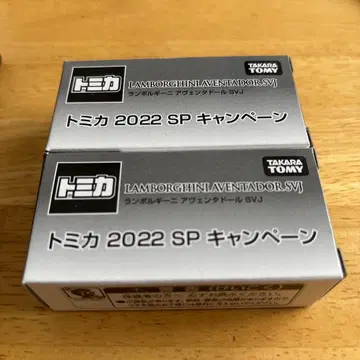 トミカ
LAMBORGHINI AVENTADOR SVJ
ランボルギーニ アヴェンタドール SVJ
TAKARA
TOMY
トミカ 2022 SP キャンペーン
トミカ
LAMBORGHINI AVENTADOR SVJ
ランボルギーニ アヴェンタドール SVJ
TAKARA
TOMY
トミカ 2022 SP キャンペーン